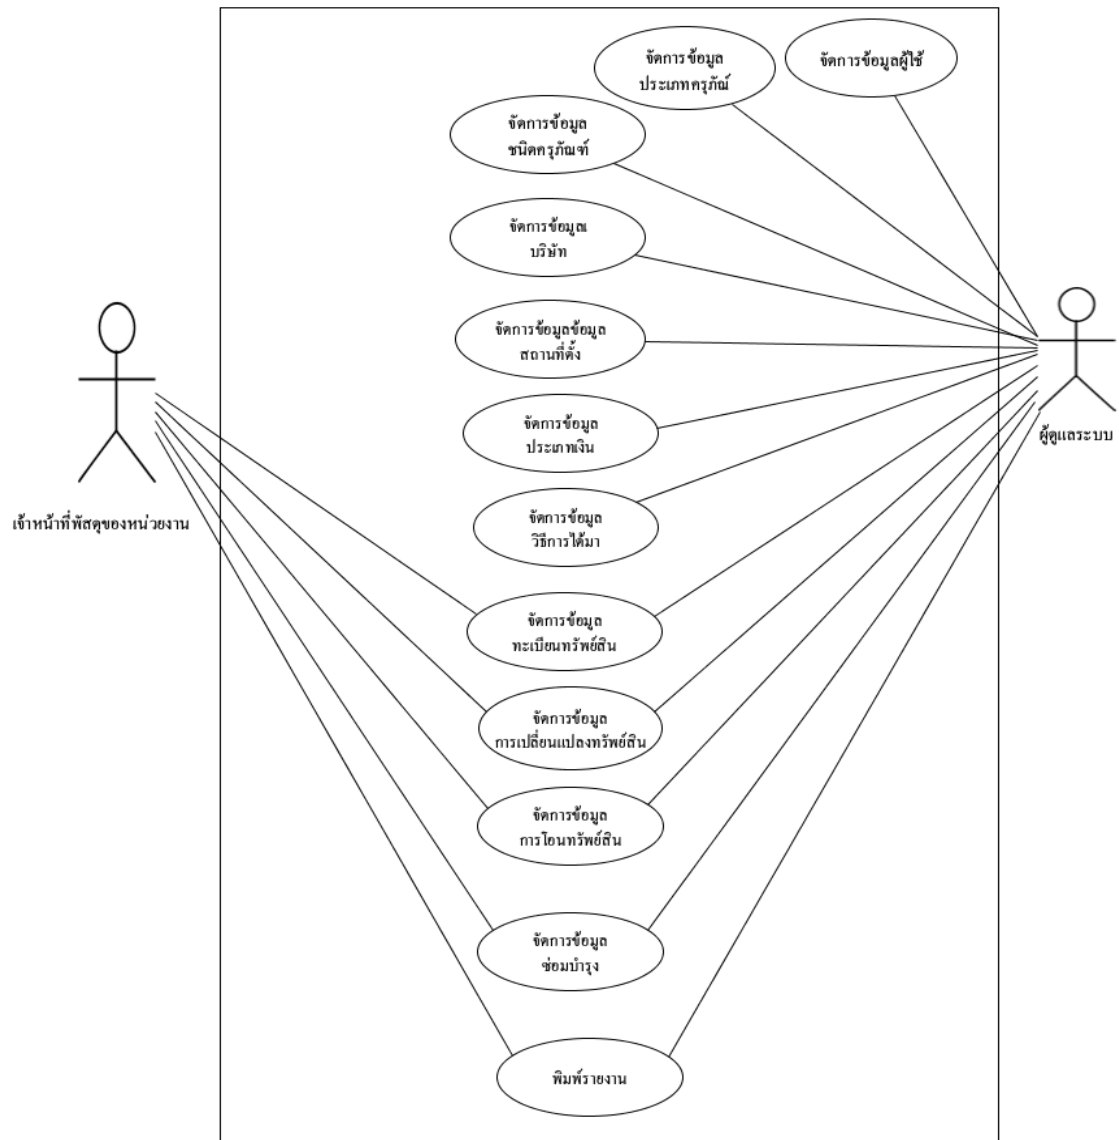 จัดการข้อมูลผู้ใช้
จัดการข้อมูล
ประเภทครุภัณ์
จัดการข้อมูล
ชนิดครุภัณฑ์
จัดการข้อมูลเ
บริษัท
จัดการข้อมูลข้อมูล
สถานที่ตั้ง
จัดการข้อมูล
ประเภทเงิน
จัดการข้อมูล
วิธีการได้มา
จัดการข้อมูล
ทะเบียนทรัพย์สิน
จัดการข้อมูล
การเปลี่ยนแปลงทรัพย์สิน
จัดการข้อมูล
การโอนทรัพย์สิน
จัดการข้อมูล
ซ่อมบำรุง
พิมพ์รายงาน
เจ้าหน้าที่พัสดุของหน่วยงาน
ผู้ดูแลระบบ